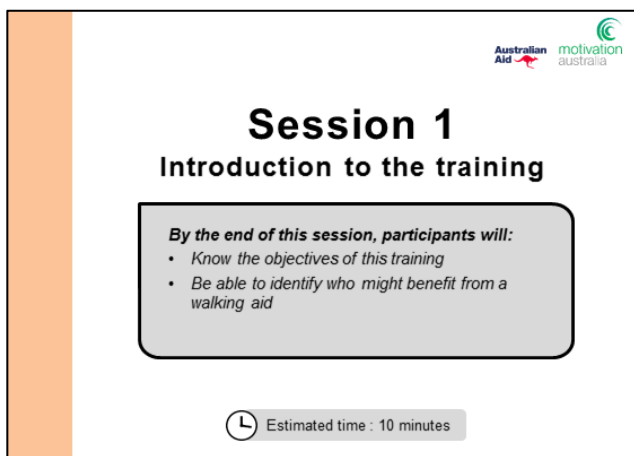 Australian
Aid
motivation
australia
Session 1
Introduction to the training
By the end of this session, participants will:
• Know the objectives of this training
• Be able to identify who might benefit from a
walking aid
Estimated time : 10 minutes